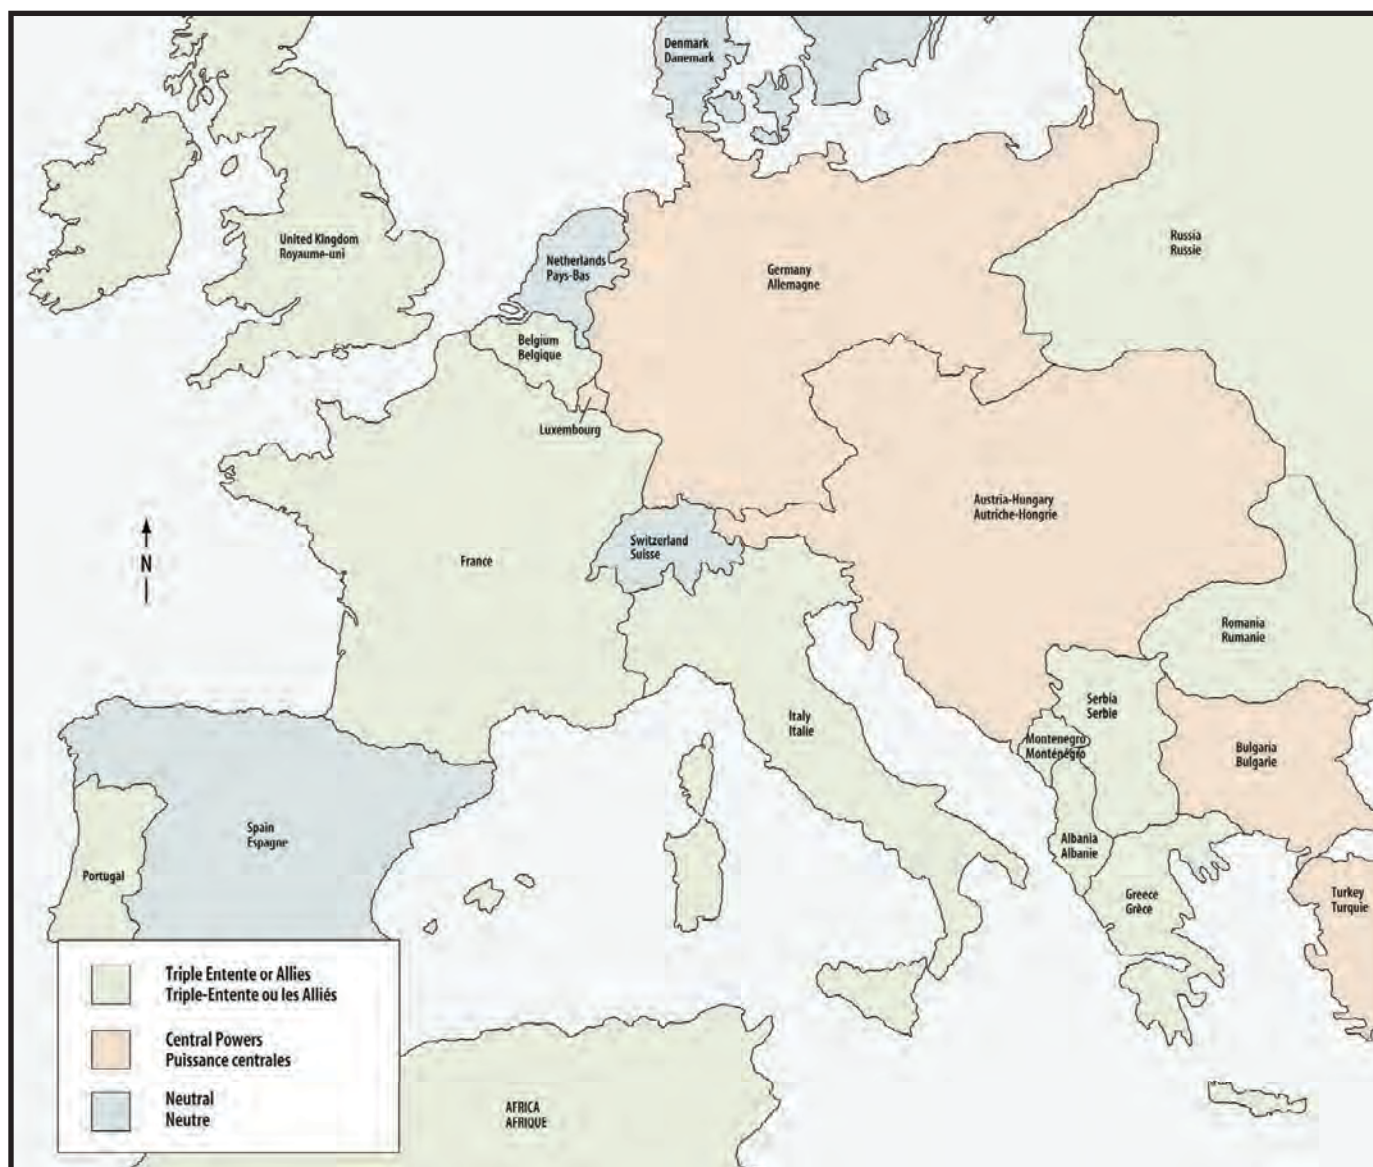 Denmark
Danemark
United Kingdom
Royaume-uni
Netherlands
Pays-Bas
Germany
Allemagne
Russia
Russie
Belgium
Belgique
Luxembourg
Austria-Hungary
Autriche-Hongrie
Switzerland
Suisse
N
France
Romania
Rumanie
Serbia
Serbie
Italy
Italie
Montenegro
Monténégro
Bulgaria
Bulgarie
Spain
Espagne
Albania
Albanie
Portugal
Greece
Grèce
Turkey
Turquie
Triple Entente or Allies
Triple-Entente ou les Alliés
Central Powers
Puissance centrales
Neutral
Neutre
AFRICA
AFRIQUE